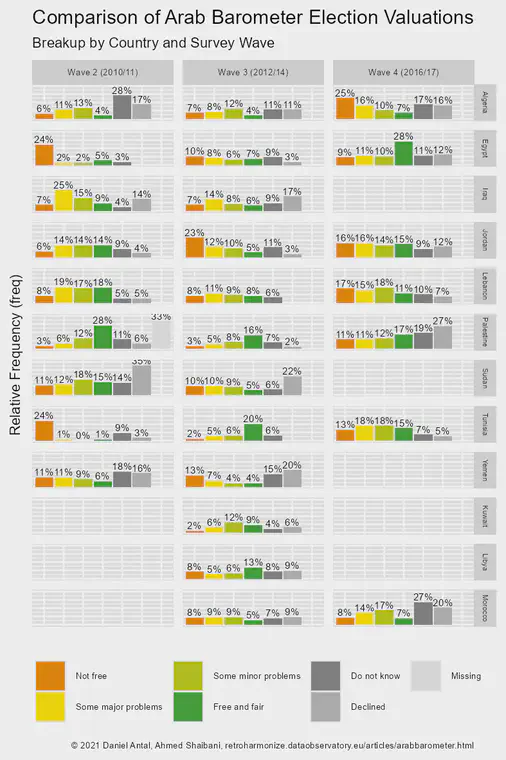 Comparison of Arab Barometer Election Valuations
Breakup by Country and Survey Wave
Wave 2 (2010/11) Wave 3 (2012/14) Wave 4 (2016/17)
Relative Frequency (freq)
6% 11% 13% 4% 28% 17% 7% 8% 12% 4% 11% 11% 25% 16% 10% 7% 17% 16% Algeria
24% 2% 2% 5% 3% 10% 8% 6% 7% 9% 3% 9% 11% 10% 28% 11% 12% Egypt
7% 25% 15% 9% 4% 14% 7% 14% 8% 6% 9% 17% Iraq
6% 14% 14% 14% 9% 4% 23% 12% 10% 5% 11% 3% 16% 16% 14% 15% 9% 12% Jordan
8% 19% 17% 18% 5% 5% 8% 11% 9% 8% 6% 17% 15% 18% 11% 10% 7% Lebanon
3% 6% 12% 28% 11% 6% 33% 3% 5% 8% 16% 7% 2% 11% 11% 12% 17% 19% 27% Palestine
11% 12% 18% 15% 14% 35% 10% 10% 9% 5% 6% 22% Sudan
24% 1% 0% 1% 9% 3% 2% 5% 6% 20% 6% 13% 18% 18% 15% 7% 5% Tunisia
11% 11% 9% 6% 18% 16% 13% 7% 4% 4% 15% 20% Yemen
2% 6% 12% 9% 4% 6% Kuwait
8% 5% 6% 13% 8% 9% Libya
8% 9% 9% 5% 7% 9% 8% 14% 17% 7% 27% 20% Morocco
Not free Some minor problems Do not know Missing
Some major problems Free and fair Declined
© 2021 Daniel Antal, Ahmed Shaibani, retroharmonize.dataobservatory.eu/articles/arabbarometer.html